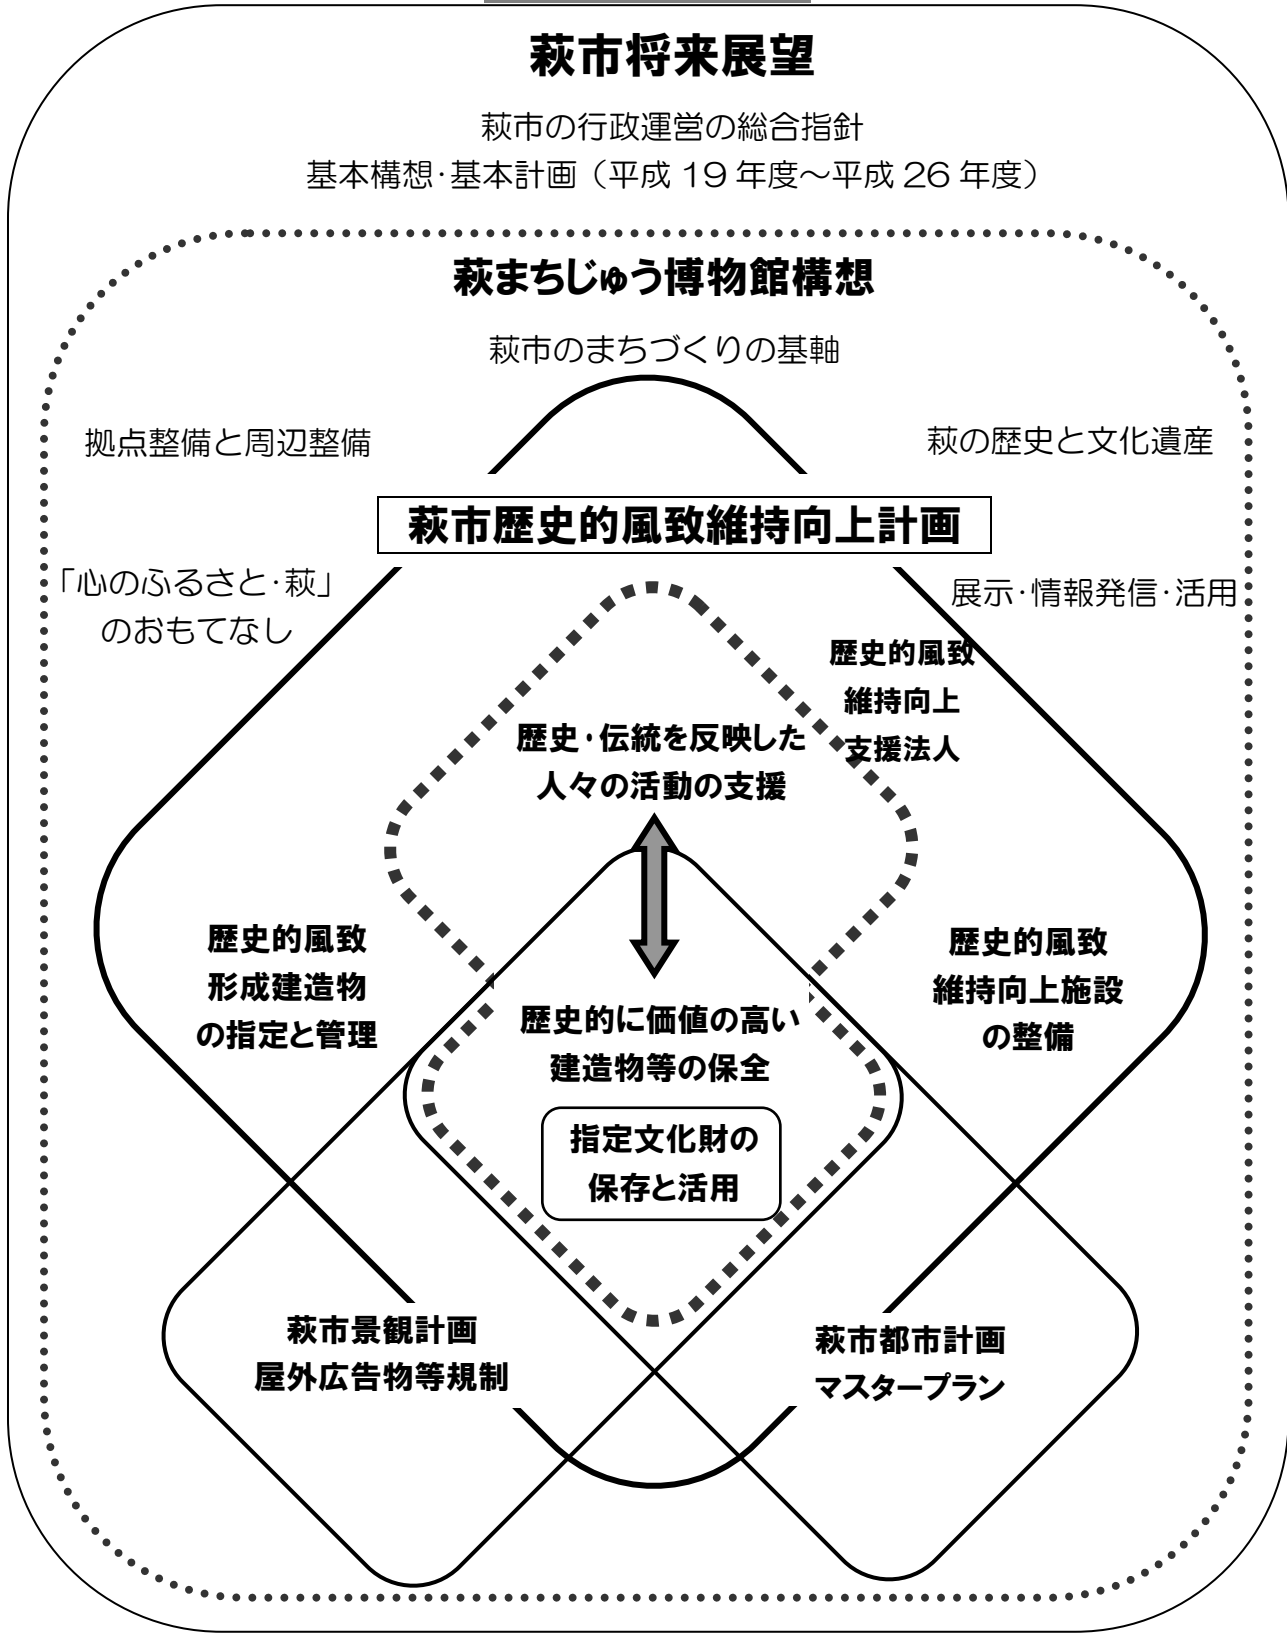 萩市将来展望
萩市の行政運営の総合指針
基本構想・基本計画（平成 19 年度～平成 26 年度）
萩まちじゅう博物館構想
萩市のまちづくりの基軸
拠点整備と周辺整備
萩の歴史と文化遺産
萩市歴史的風致維持向上計画
「心のふるさと・萩」
のおもてなし
展示・情報発信・活用
歴史的風致
維持向上
支援法人
歴史・伝統を反映した
人々の活動の支援
歴史的風致
形成建造物
の指定と管理
歴史的風致
維持向上施設
の整備
歴史的に価値の高い
建造物等の保全
指定文化財の
保存と活用
萩市景観計画
屋外広告物等規制
萩市都市計画
マスタープラン